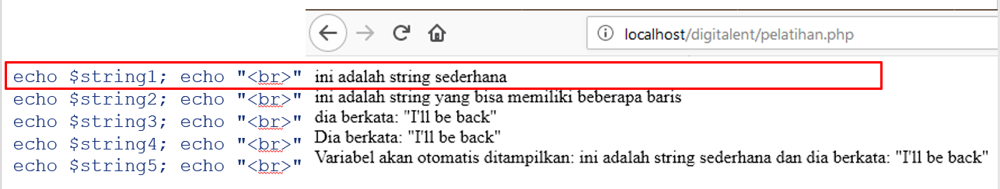 localhost/digitalent/pelatihan.php
echo $string1; echo "<br>" ini adalah string sederhana
echo $string2; echo "<br>" ini adalah string yang bisa memiliki beberapa baris
echo $string3; echo "<br>" dia berkata: "I'll be back"
echo $string4; echo "<br>" Dia berkata: "I'll be back"
echo $string5; echo "<br>" Variabel akan otomatis ditampilkan: ini adalah string sederhana dan dia berkata: "I'll be back"